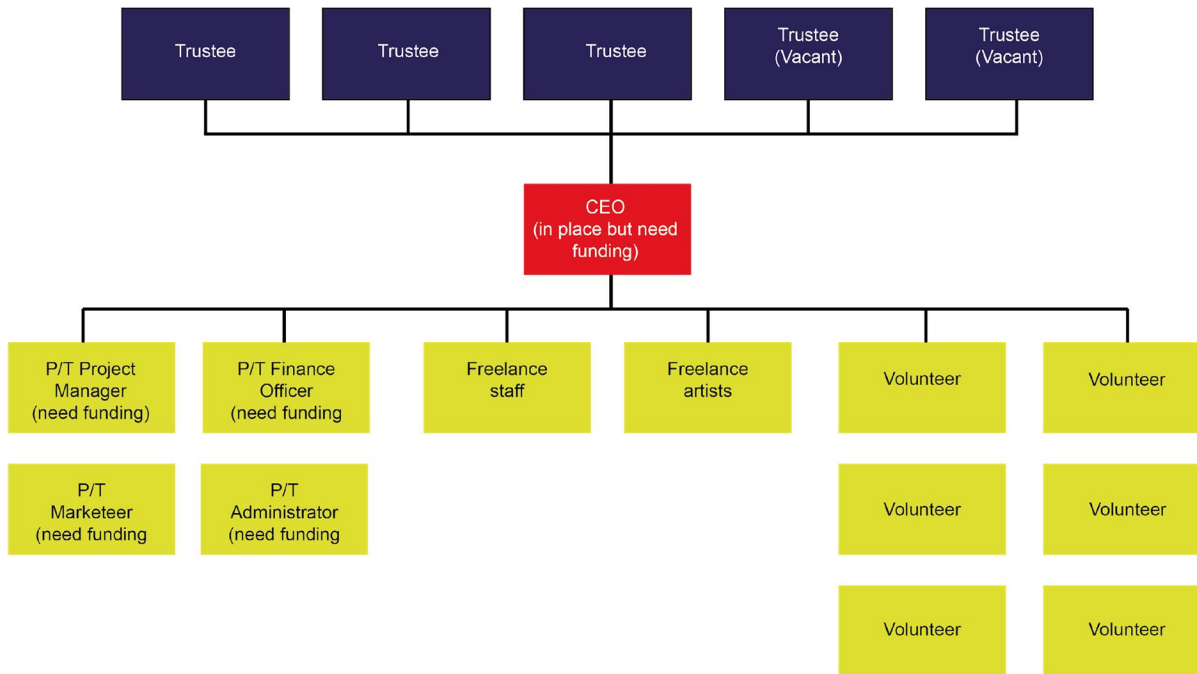 Trustee
Trustee
Trustee
Trustee
(Vacant)
Trustee
(Vacant)
CEO
(in place but need
funding)
P/T Project
Manager
(need funding)
P/T Finance
Officer
(need funding
Freelance
staff
Freelance
artists
Volunteer
Volunteer
P/T
Marketeer
(need funding
P/T
Administrator
(need funding
Volunteer
Volunteer
Volunteer
Volunteer